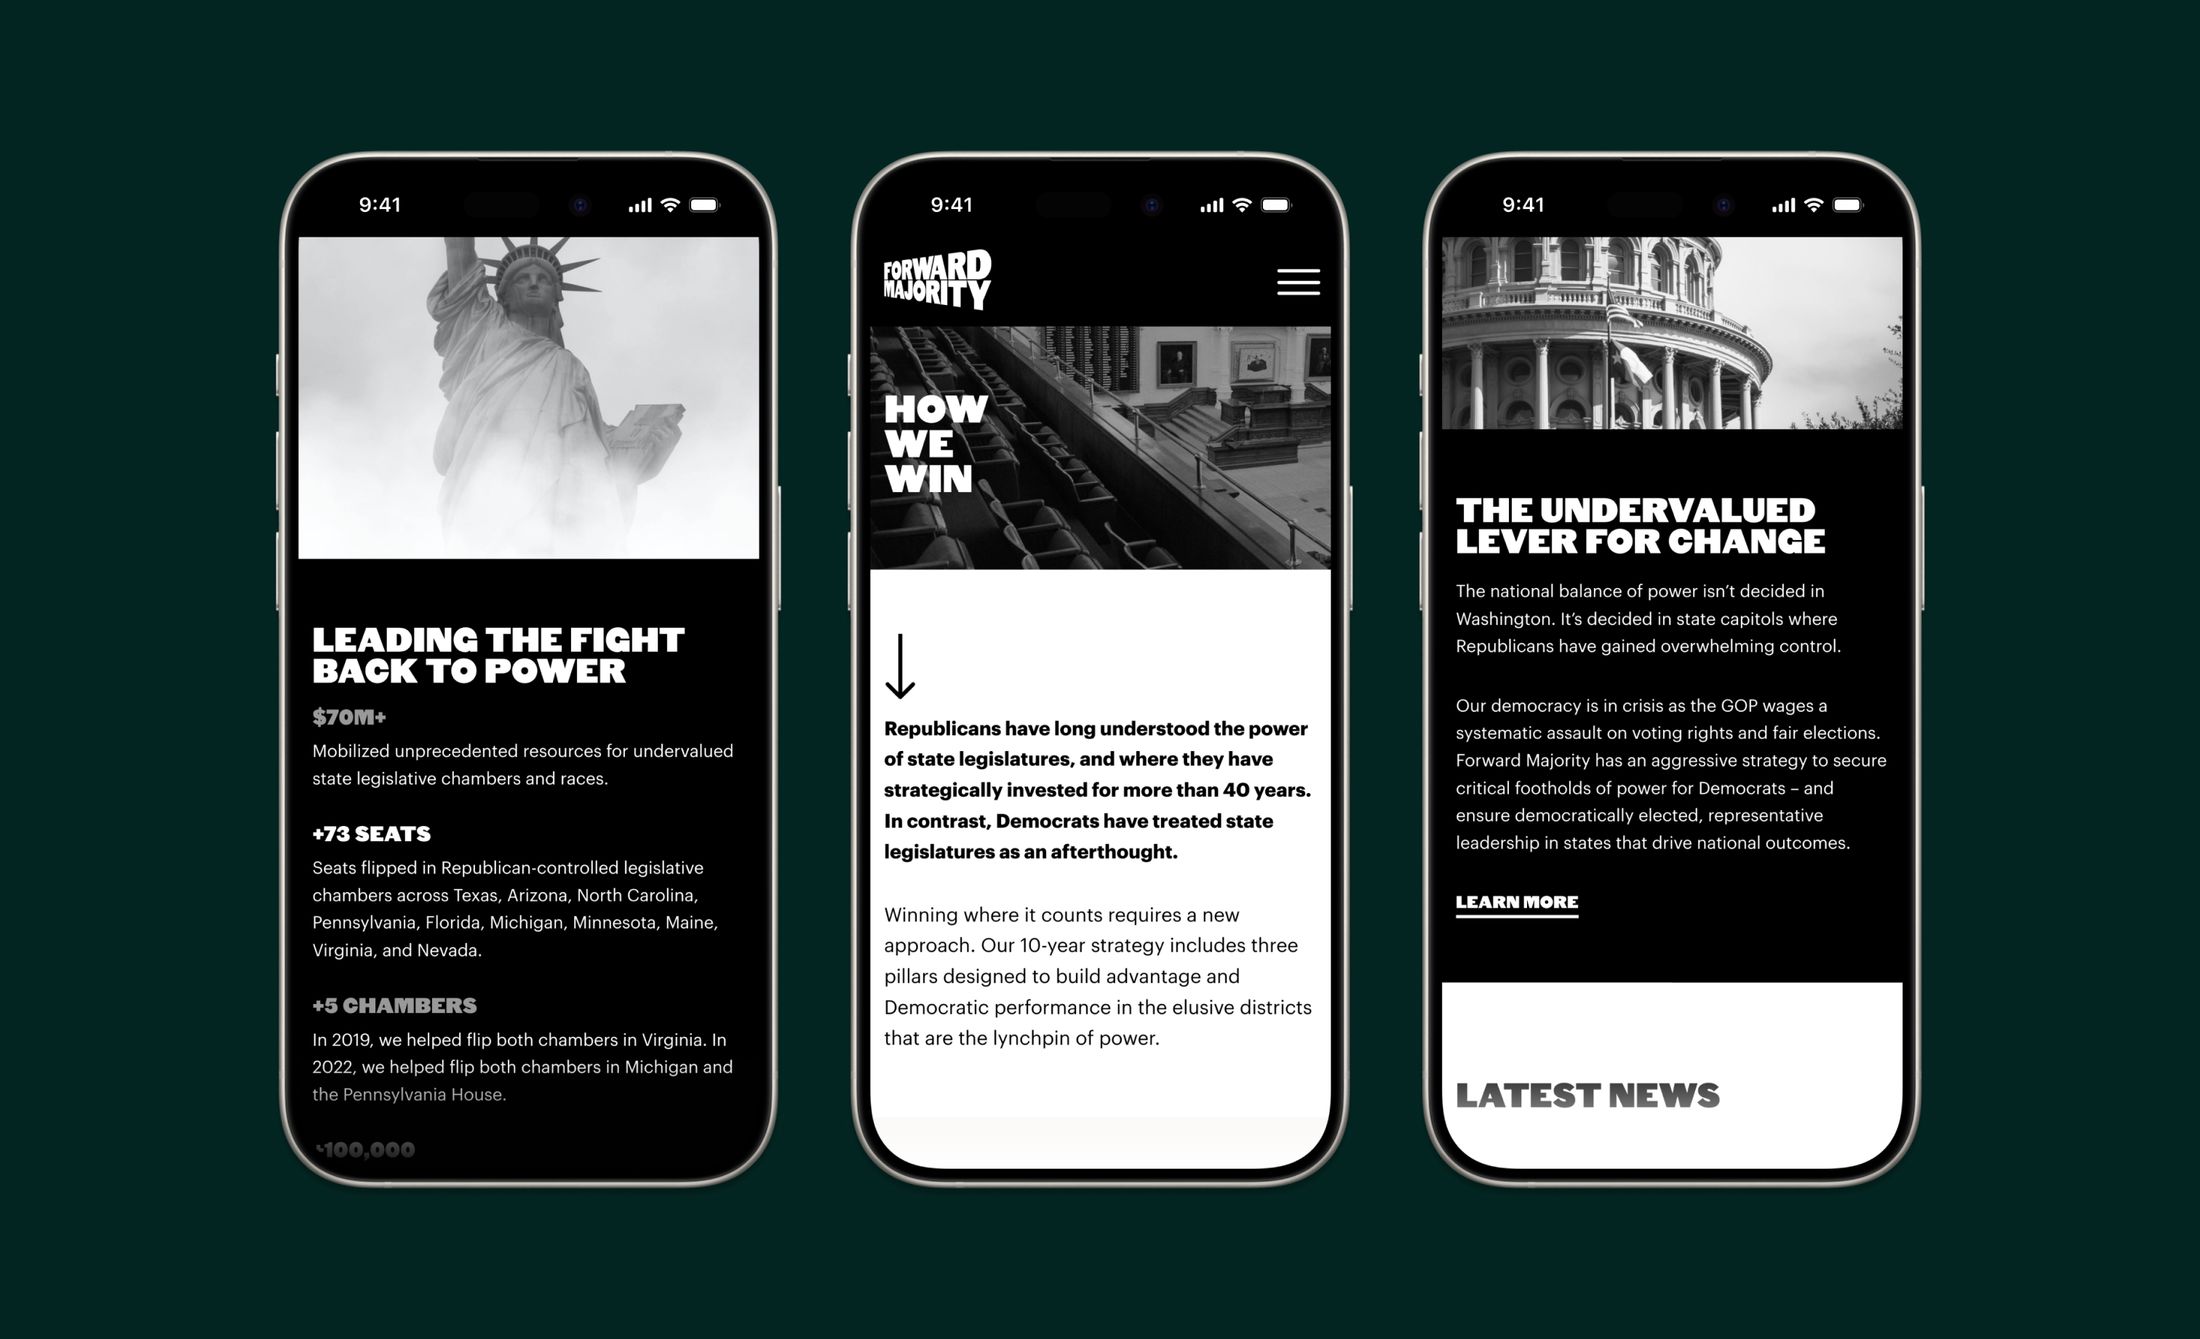 9:41
LEADING THE FIGHT
BACK TO POWER
$70M+
Mobilized unprecedented resources for undervalued
state legislative chambers and races.
+73 SEATS
Seats flipped in Republican-controlled legislative
chambers across Texas, Arizona, North Carolina,
Pennsylvania, Florida, Michigan, Minnesota, Maine,
Virginia, and Nevada.
+5 CHAMBERS
In 2019, we helped flip both chambers in Virginia. In
2022, we helped flip both chambers in Michigan and
the Pennsylvania House.
+100,000
9:41
FORWARD
MAJORITY
HOW
WE
WIN
Republicans have long understood the power
of state legislatures, and where they have
strategically invested for more than 40 years.
In contrast, Democrats have treated state
legislatures as an afterthought.
Winning where it counts requires a new
approach. Our 10-year strategy includes three
pillars designed to build advantage and
Democratic performance in the elusive districts
that are the lynchpin of power.
9:41
THE UNDERVALUED
LEVER FOR CHANGE
The national balance of power isn’t decided in
Washington. It’s decided in state capitols where
Republicans have gained overwhelming control.
Our democracy is in crisis as the GOP wages a
systematic assault on voting rights and fair elections.
Forward Majority has an aggressive strategy to secure
critical footholds of power for Democrats – and
ensure democratically elected, representative
leadership in states that drive national outcomes.
LEARN MORE
LATEST NEWS